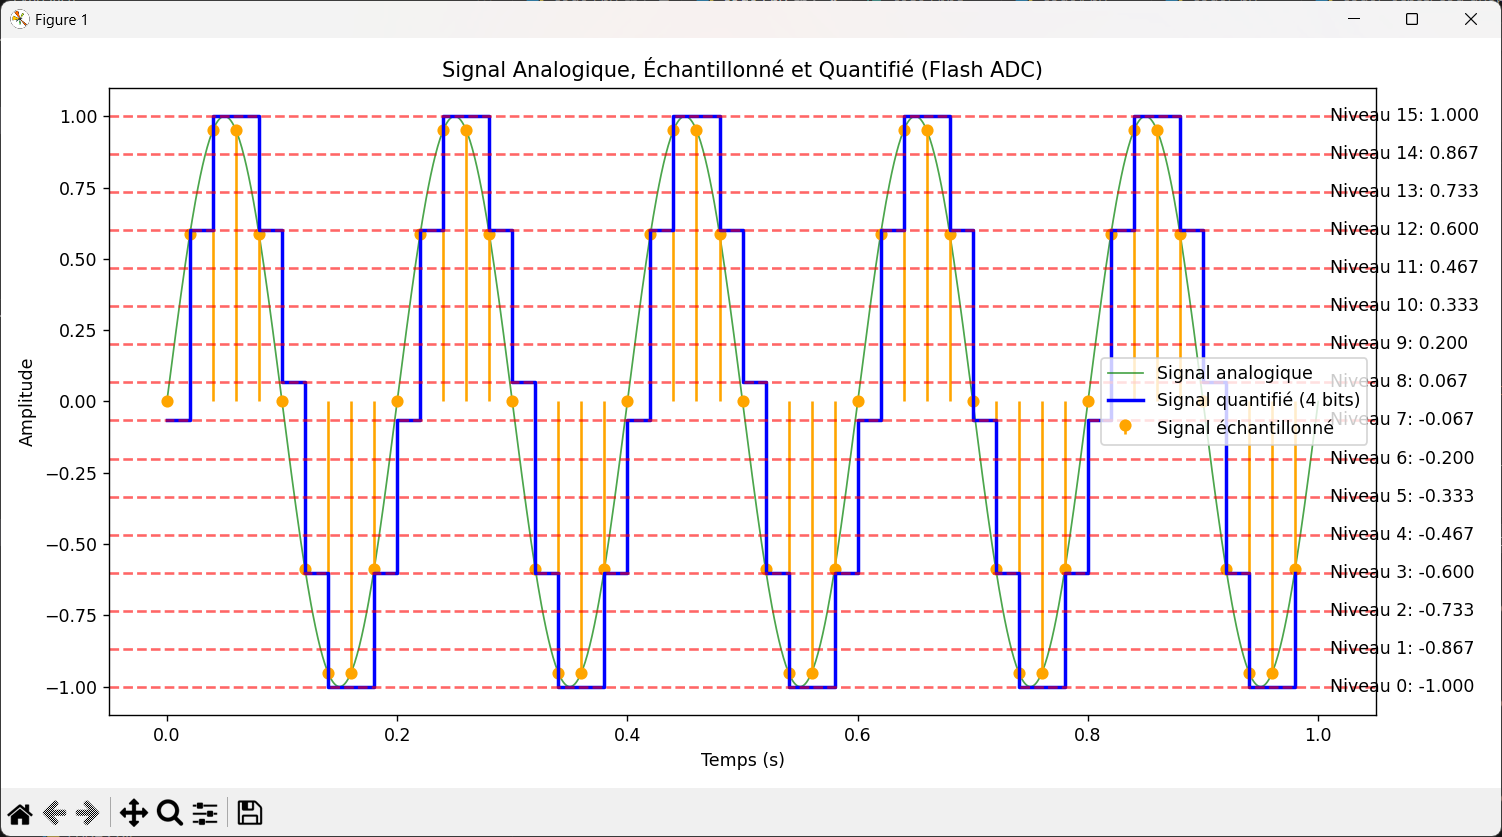 Figure 1
Signal Analogique, Échantillonné et Quantifié (Flash ADC)
Amplitude
1.00
0.75
0.50
0.25
0.00
−0.25
−0.50
−0.75
−1.00
Niveau 15: 1.000
Niveau 14: 0.867
Niveau 13: 0.733
Niveau 12: 0.600
Niveau 11: 0.467
Niveau 10: 0.333
Niveau 9: 0.200
Niveau 8: 0.067
Niveau 7: -0.067
Niveau 6: -0.200
Niveau 5: -0.333
Niveau 4: -0.467
Niveau 3: -0.600
Niveau 2: -0.733
Niveau 1: -0.867
Niveau 0: -1.000
Signal analogique
Signal quantifié (4 bits)
Signal échantillonné
0.0
0.2
0.4
0.6
0.8
1.0
Temps (s)